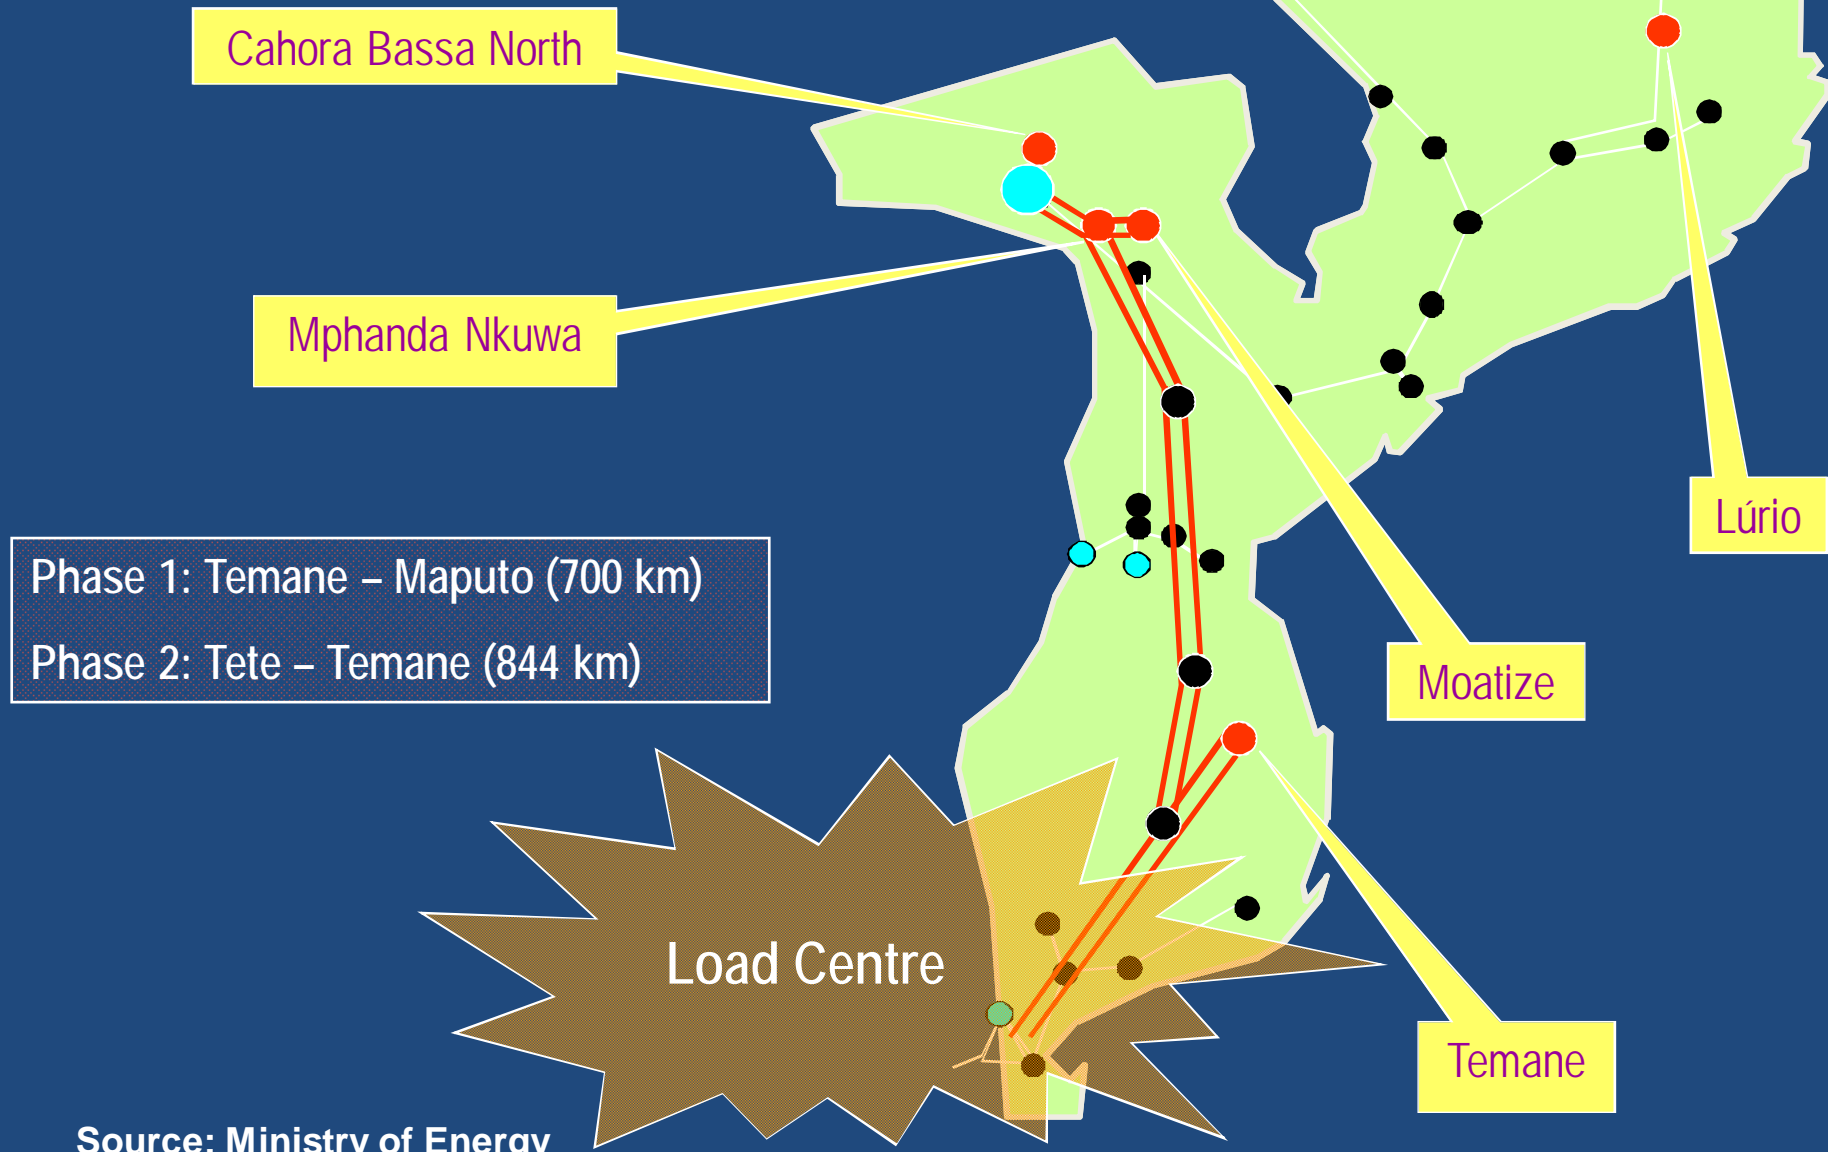 Cahora Bassa North
Mphanda Nkuwa
Lúrio
Phase 1: Temane – Maputo (700 km)
Phase 2: Tete – Temane (844 km)
Moatize
Load Centre
Temane
Source: Ministry of Energy